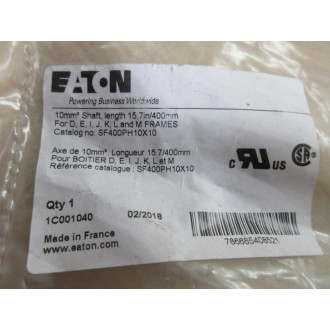 EATON
Powering Business Worldwide
10mm² Shaft, length 15.7in/400mm
For D, E, I, J, K, L and M FRAMES
Catalog no: SF400PH10X10
Axe de 10mm², Longueur 15.7/400mm
Pour BOITIER D, E, I, J, K, L et M
Référence catalogue : SF400PH10X10
C US
SA
Qty 1
1C001040 02/2018
Made in France
www.eaton.com